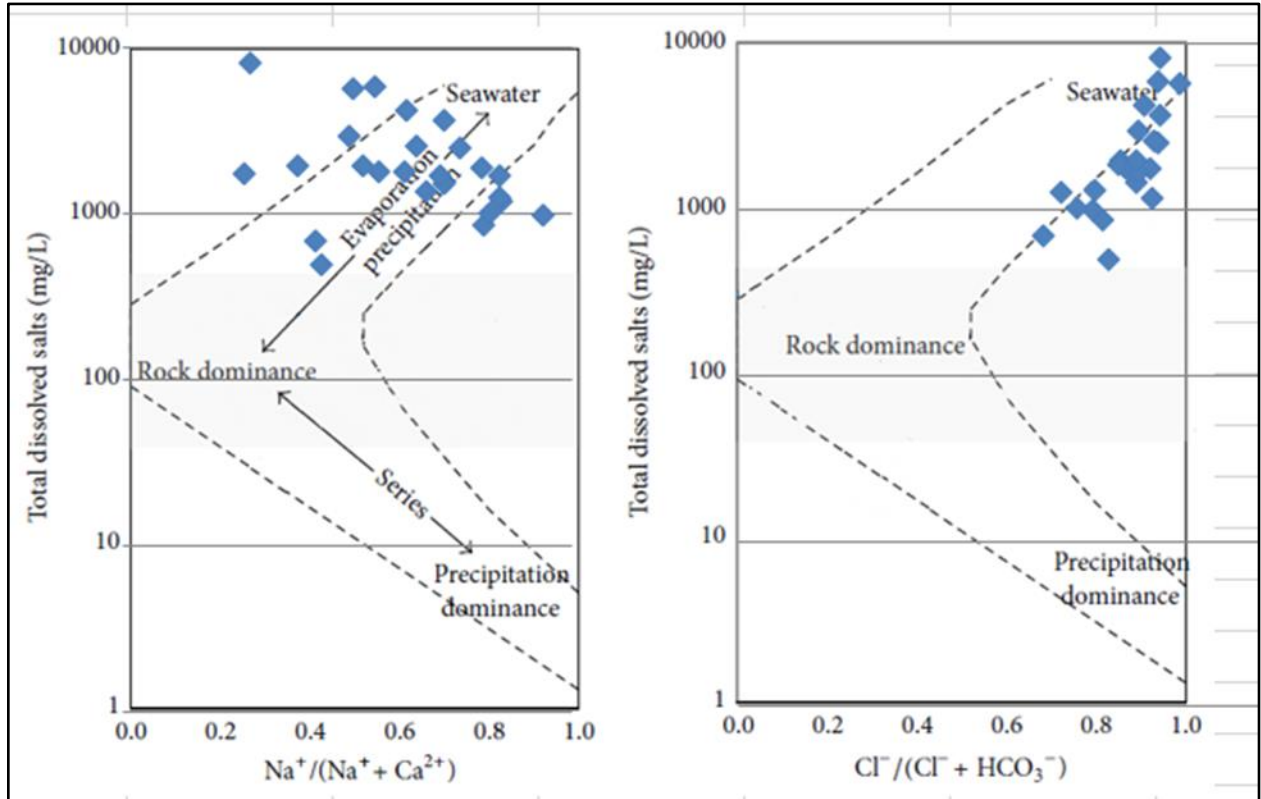 10000
1000
100
10
1
Total dissolved salts (mg/L)
Seawater
Evaporation
precipitation
Rock dominance
Series
Precipitation
dominance
0.0 0.2 0.4 0.6 0.8 1.0
Na⁺/(Na⁺ + Ca²⁺)
10000
1000
100
10
1
Total dissolved salts (mg/L)
Seawater
Rock dominance
Precipitation
dominance
0.0 0.2 0.4 0.6 0.8 1.0
Cl⁻/(Cl⁻ + HCO₃⁻)